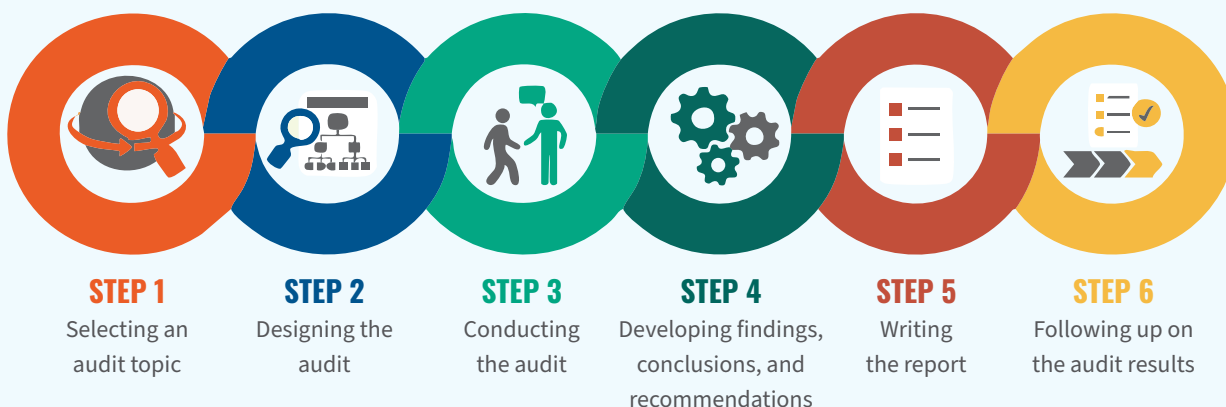 STEP 1
Selecting an
audit topic
STEP 2
Designing the
audit
STEP 3
Conducting
the audit
STEP 4
Developing findings,
conclusions, and
recommendations
STEP 5
Writing
the report
STEP 6
Following up on
the audit results